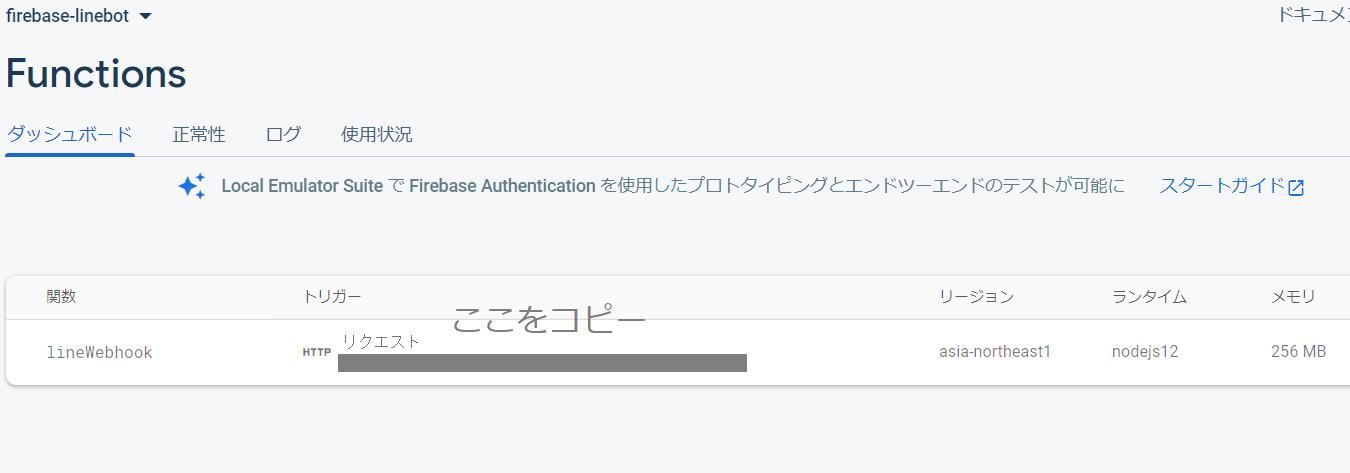 firebase-linebot
ドキュメ
Functions
ダッシュボード 正常性 ログ 使用状況
Local Emulator Suite で Firebase Authentication を使用したプロトタイピングとエンドツーエンドのテストが可能に スタートガイド
関数 トリガー リージョン ランタイム メモリ
ここをコピー
lineWebhook HTTP リクエスト asia-northeast1 nodejs12 256 MB